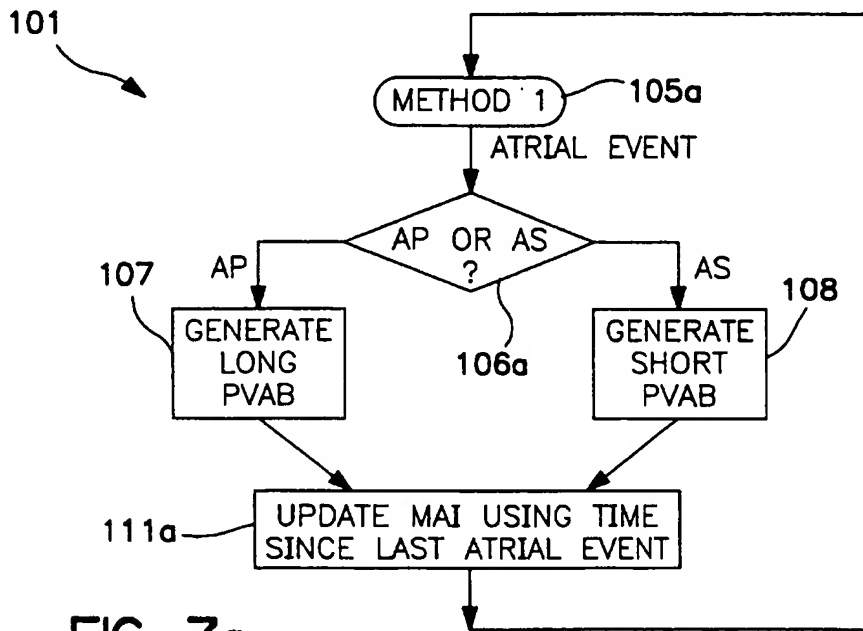 101
METHOD 1
105a
ATRIAL EVENT
AP OR AS
?
AP
AS
107
106a
108
GENERATE
LONG
PVAB
GENERATE
SHORT
PVAB
111a
UPDATE MAI USING TIME
SINCE LAST ATRIAL EVENT
FIG.